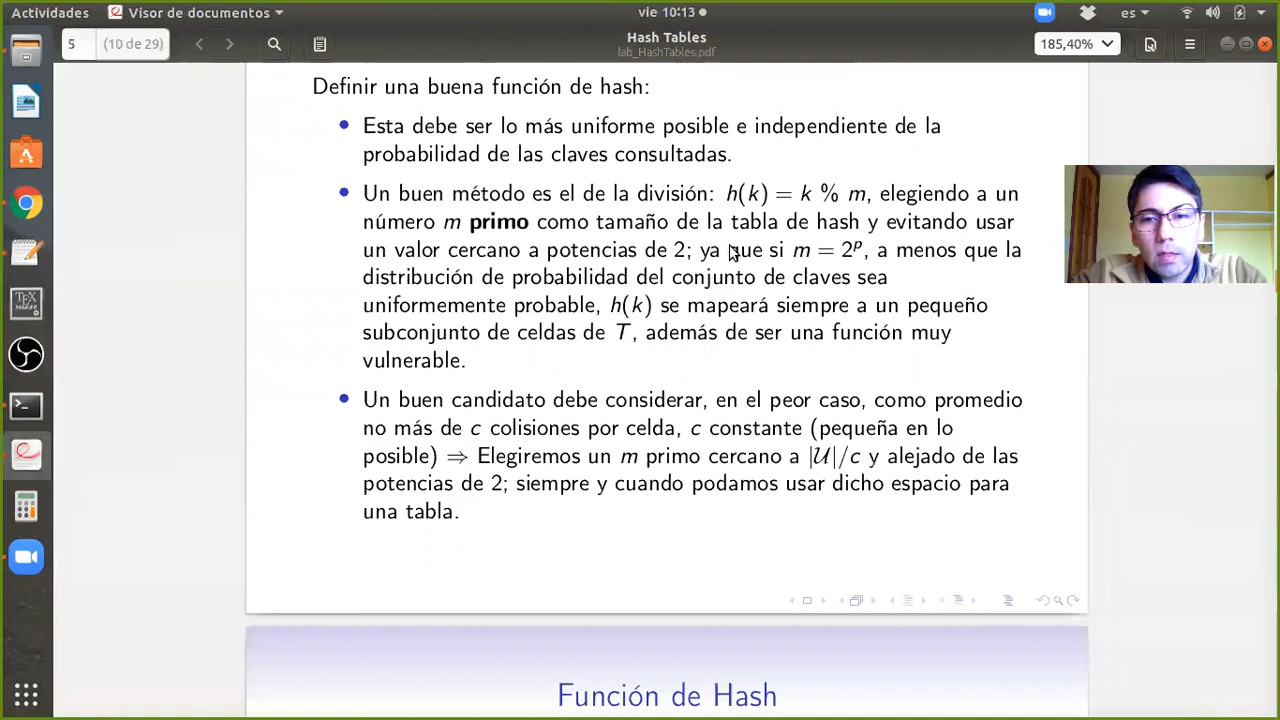 Actividades Visor de documentos vie 10:13 es
5 (10 de 29) Hash Tables 185,40%
lab_HashTables.pdf
Definir una buena función de hash:
• Esta debe ser lo más uniforme posible e independiente de la
probabilidad de las claves consultadas.
• Un buen método es el de la división: h(k) = k % m, elegiendo a un
número m primo como tamaño de la tabla de hash y evitando usar
un valor cercano a potencias de 2; ya que si m = 2^p, a menos que la
distribución de probabilidad del conjunto de claves sea
uniformemente probable, h(k) se mapeará siempre a un pequeño
subconjunto de celdas de T, además de ser una función muy
vulnerable.
• Un buen candidato debe considerar, en el peor caso, como promedio
no más de c colisiones por celda, c constante (pequeña en lo
posible) ⇒ Elegiremos un m primo cercano a |U|/c y alejado de las
potencias de 2; siempre y cuando podamos usar dicho espacio para
una tabla.
Función de Hash